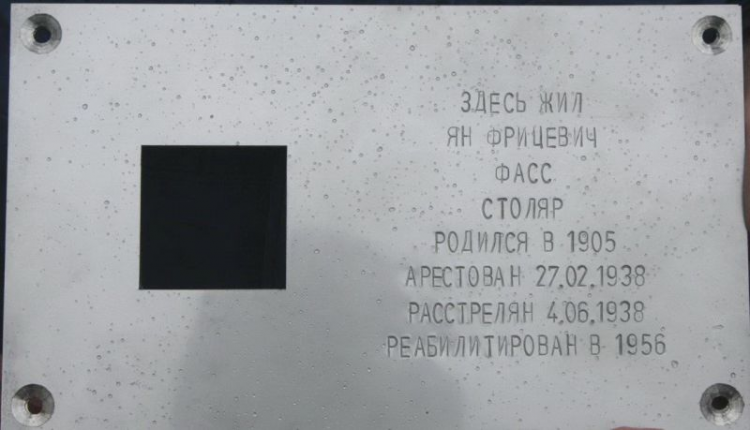 ЗДЕСЬ ЖИЛ
ЯН ФРИЦЕВИЧ
ФАСС
СТОЛЯР
РОДИЛСЯ В 1905
АРЕСТОВАН 27.02.1938
РАССТРЕЛЯН 4.06.1938
РЕАБИЛИТИРОВАН В 1956